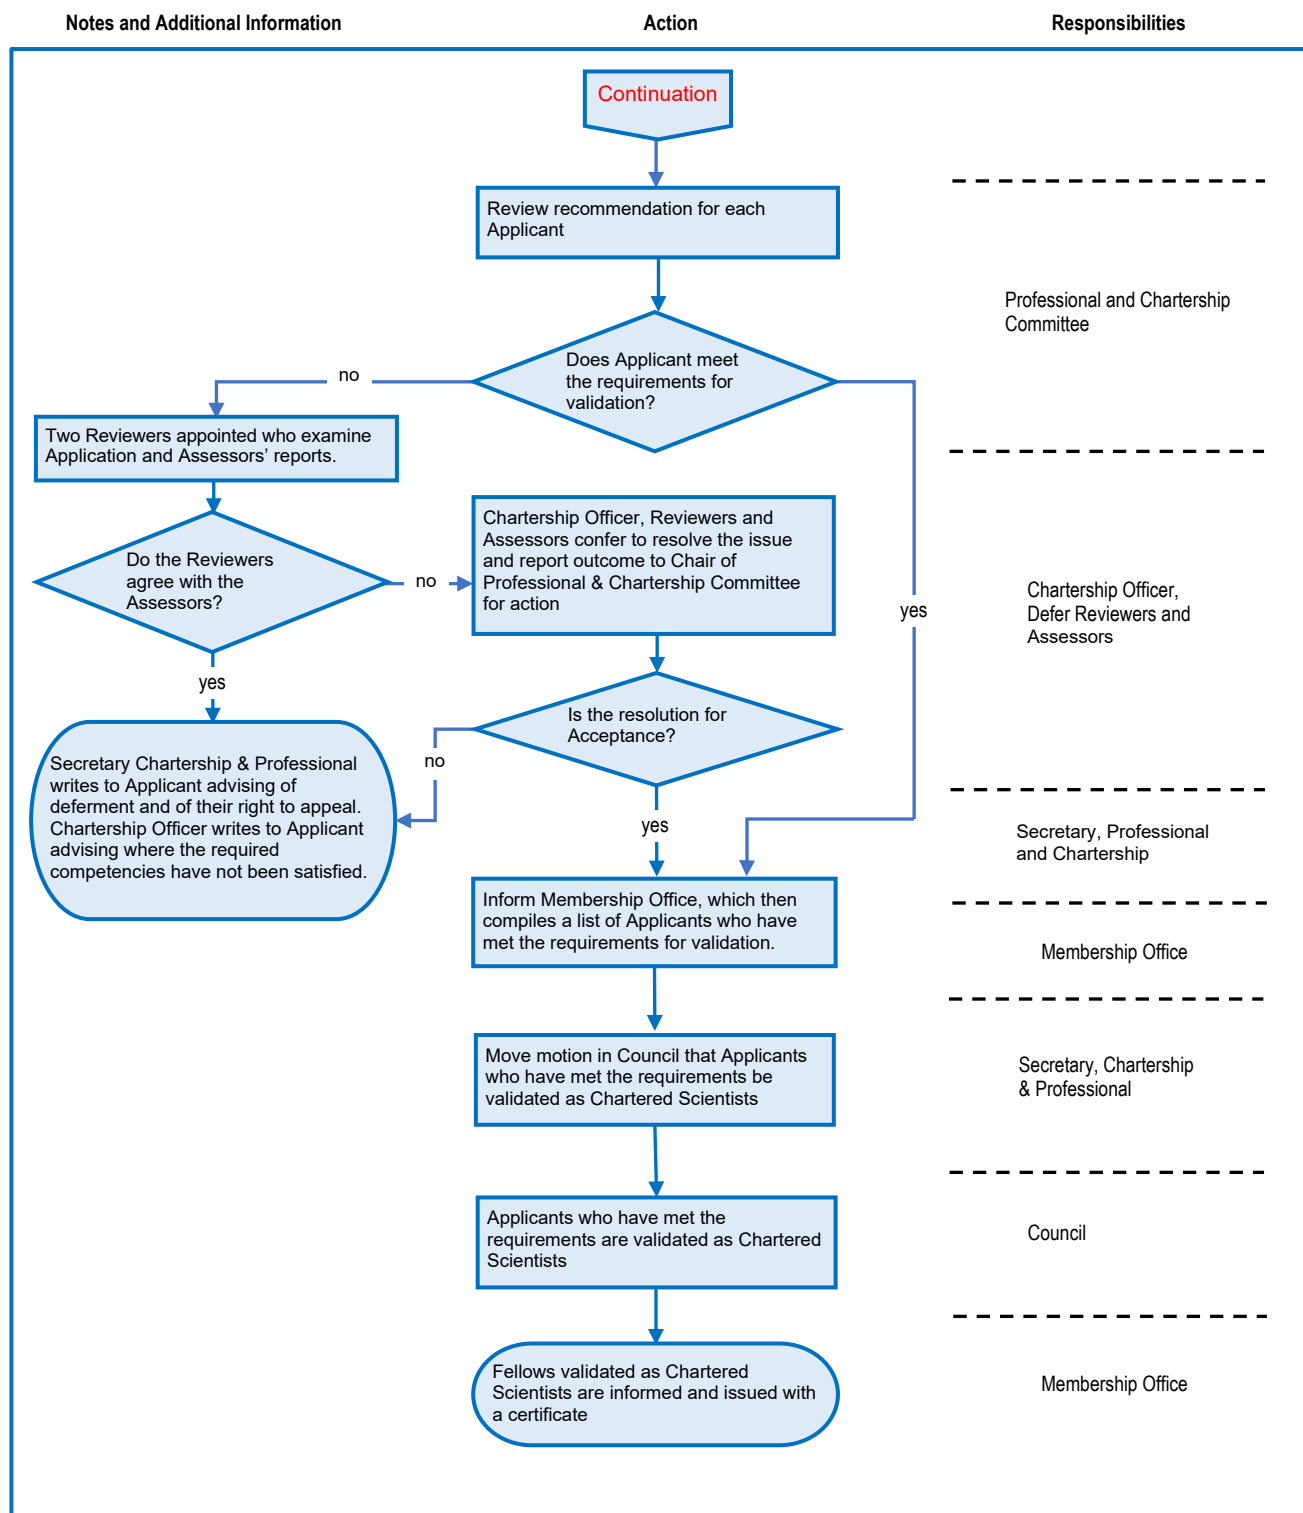 Notes and Additional Information
Action
Responsibilities
Continuation
Review recommendation for each
Applicant
Professional and Chartership
Committee
Does Applicant meet
the requirements for
validation?
no
yes
Two Reviewers appointed who examine
Application and Assessors’ reports.
Do the Reviewers
agree with the
Assessors?
no
yes
Chartership Officer, Reviewers and
Assessors confer to resolve the issue
and report outcome to Chair of
Professional & Chartership Committee
for action
Chartership Officer,
Defer Reviewers and
Assessors
Is the resolution for
Acceptance?
no
yes
Secretary Chartership & Professional
writes to Applicant advising of
deferment and of their right to appeal.
Chartership Officer writes to Applicant
advising where the required
competencies have not been satisfied.
Secretary, Professional
and Chartership
Inform Membership Office, which then
compiles a list of Applicants who have
met the requirements for validation.
Membership Office
Move motion in Council that Applicants
who have met the requirements be
validated as Chartered Scientists
Secretary, Chartership
& Professional
Applicants who have met the
requirements are validated as Chartered
Scientists
Council
Fellows validated as Chartered
Scientists are informed and issued with
a certificate
Membership Office